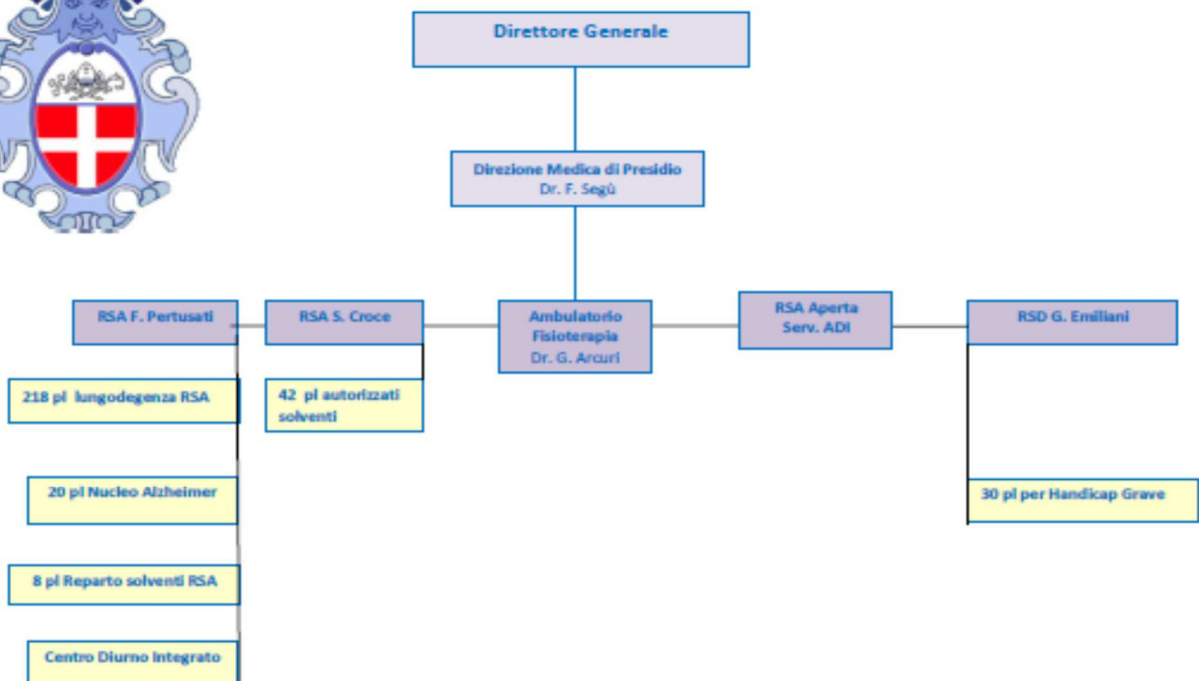 Direttore Generale
Direzione Medica di Presidio
Dr. F. Segù
RSA F. Pertusati
RSA S. Croce
Ambulatorio
Fisioterapia
Dr. G. Arcuri
RSA Aperta
Serv. ADI
RSD G. Emiliani
218 pl lungodegenza RSA
42 pl autorizzati
solventi
20 pl Nucleo Alzheimer
30 pl per Handicap Grave
8 pl Reparto solventi RSA
Centro Diurno Integrato